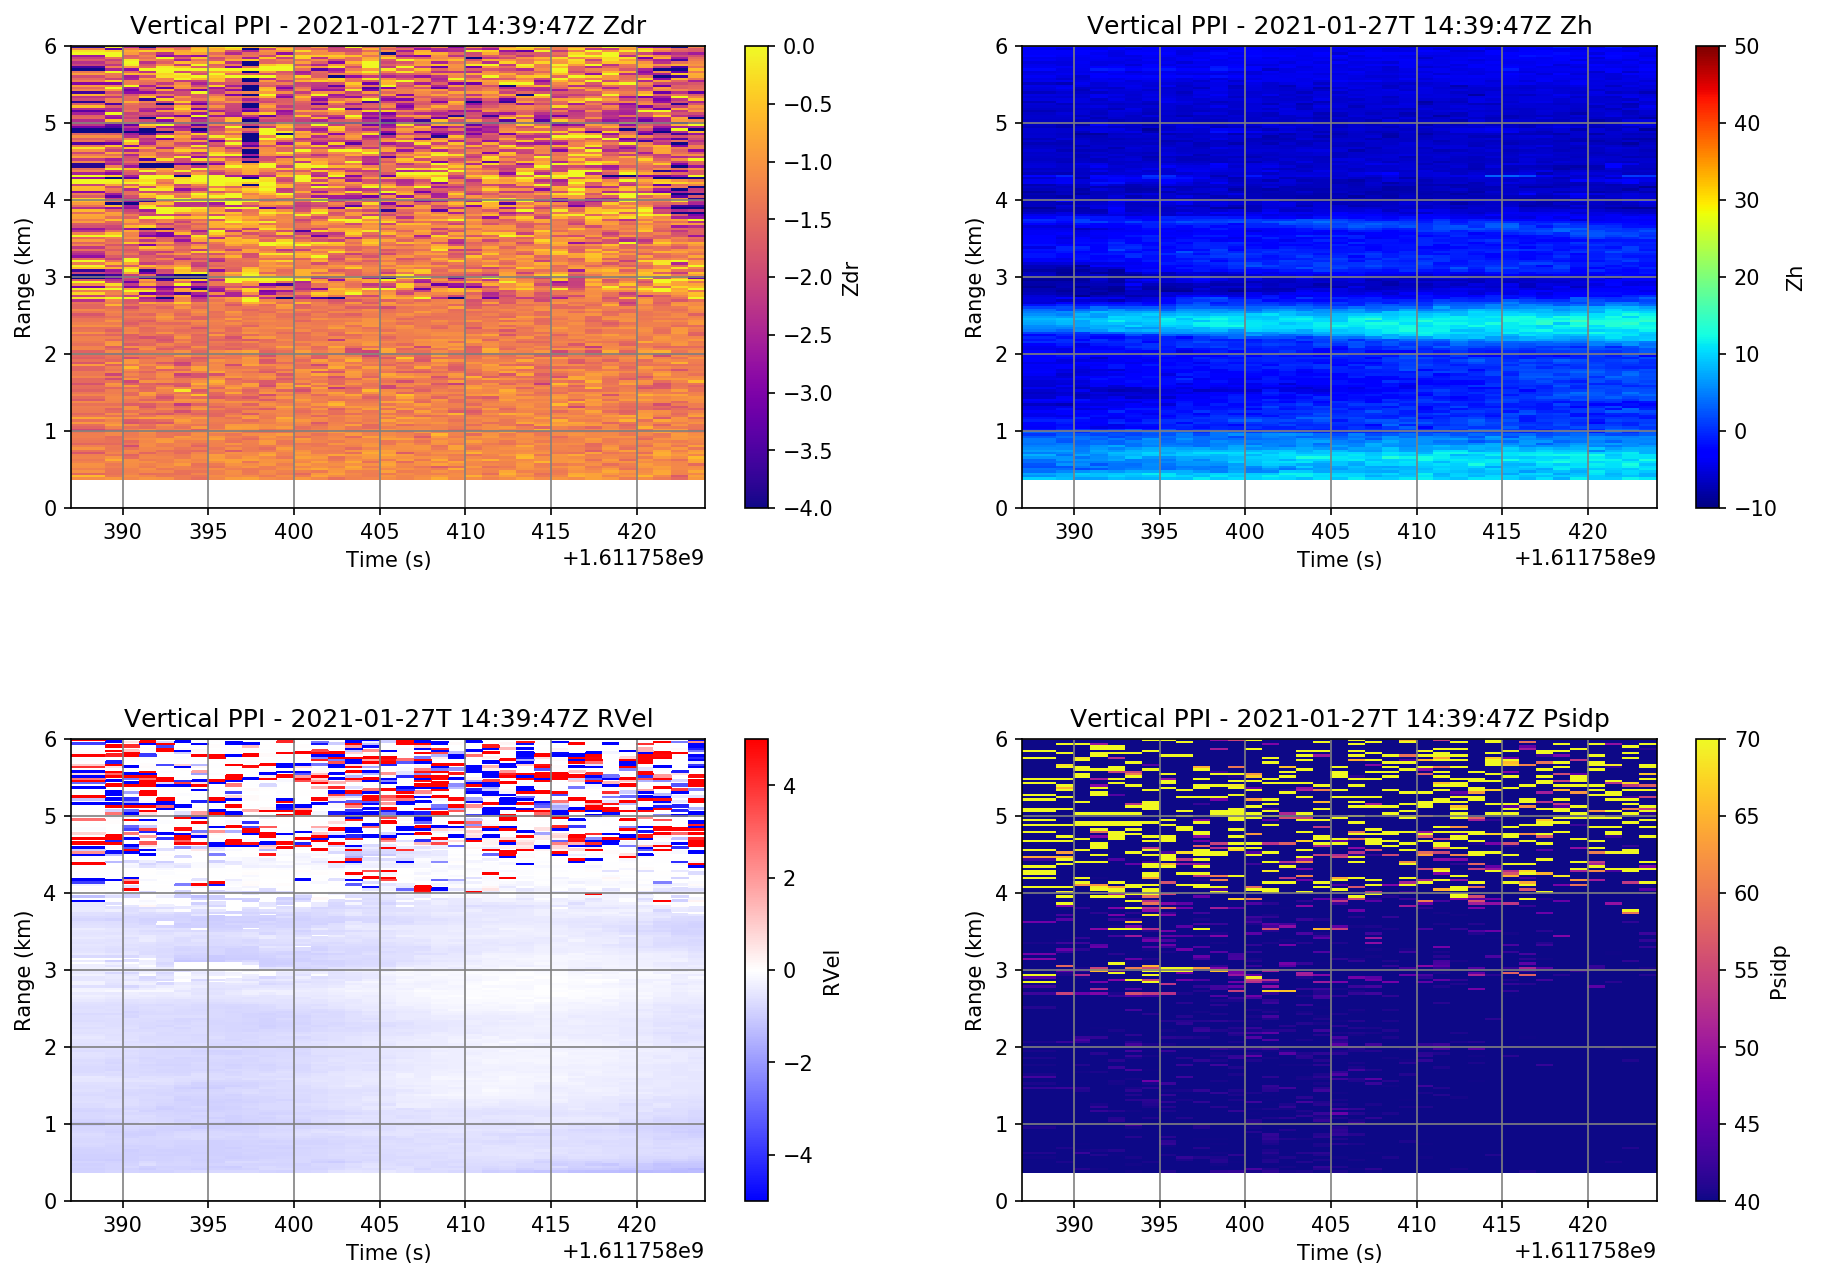 Vertical PPI - 2021-01-27T 14:39:47Z Zdr
6
5
4
3
2
1
0
Range (km)
390 395 400 405 410 415 420
Time (s)
+1.611758e9
0.0
−0.5
−1.0
−1.5
−2.0
−2.5
−3.0
−3.5
−4.0
Zdr
Vertical PPI - 2021-01-27T 14:39:47Z Zh
6
5
4
3
2
1
0
Range (km)
390 395 400 405 410 415 420
Time (s)
+1.611758e9
50
40
30
20
10
0
−10
Zh
Vertical PPI - 2021-01-27T 14:39:47Z RVel
6
5
4
3
2
1
0
Range (km)
390 395 400 405 410 415 420
Time (s)
+1.611758e9
4
2
0
−2
−4
RVel
Vertical PPI - 2021-01-27T 14:39:47Z Psidp
6
5
4
3
2
1
0
Range (km)
390 395 400 405 410 415 420
Time (s)
+1.611758e9
70
65
60
55
50
45
40
Psidp